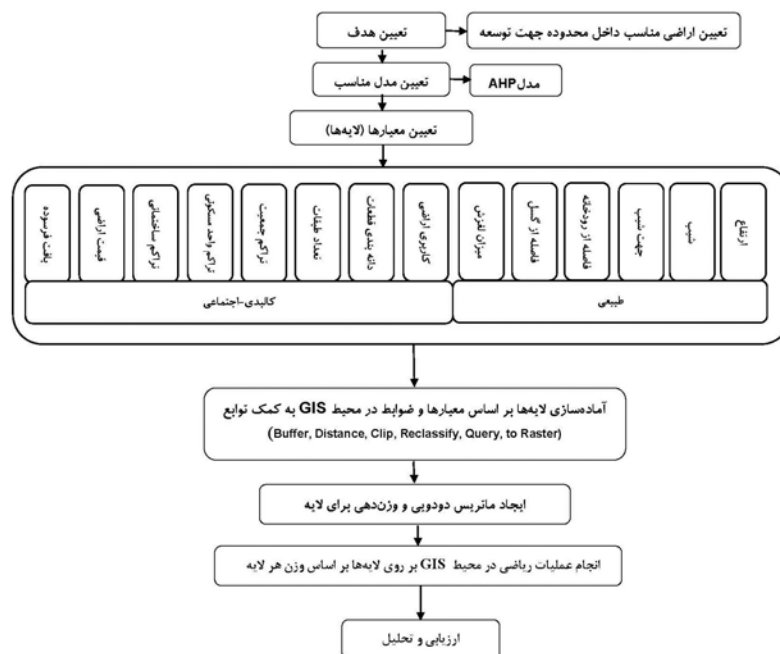 تعیین هدف
تعیین اراضی مناسب داخل محدوده جهت توسعه
تعیین مدل مناسب
مدلAHP
تعیین معیارها (لایه‌ها)
ارتفاع
شیب
جهت شیب
فاصله از رودخانه
فاصله از گسل
میزان لغزش
کاربری اراضی
دانه بندی قطعات
تعداد طبقات
تراکم جمعیت
تراکم واحد مسکونی
تراکم ساختمانی
قیمت اراضی
بافت فرسوده
طبیعی
کالبدی-اجتماعی
آماده‌سازی لایه‌ها بر اساس معیارها و ضوابط در محیط GIS به کمک توابع
(Buffer, Distance, Clip, Reclassify, Query, to Raster)
ایجاد ماتریس دودویی و وزن‌دهی برای لایه
انجام عملیات ریاضی در محیط GIS بر روی لایه‌ها بر اساس وزن هر لایه
ارزیابی و تحلیل